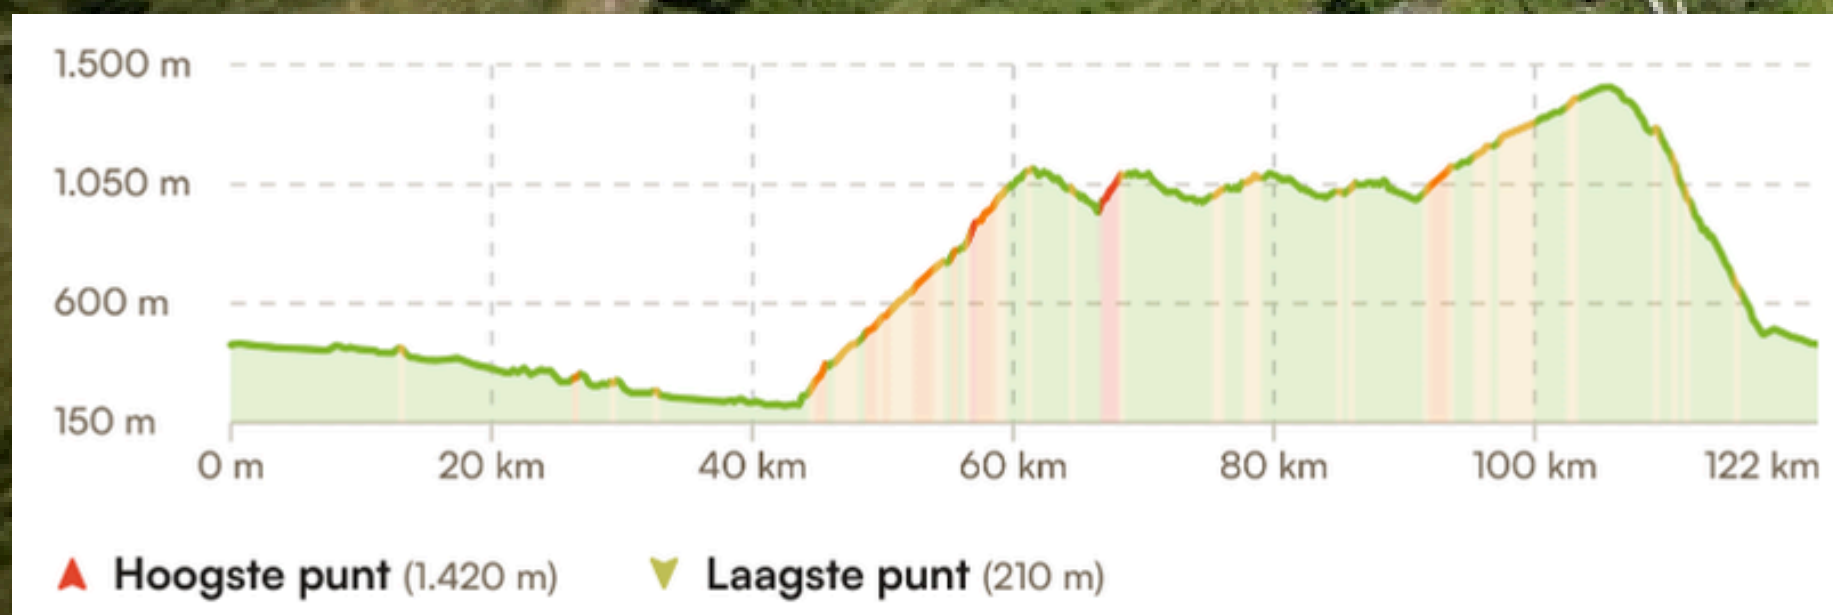 1.500 m
1.050 m
600 m
150 m
0 m 20 km 40 km 60 km 80 km 100 km 122 km
Hoogste punt (1.420 m) Laagste punt (210 m)